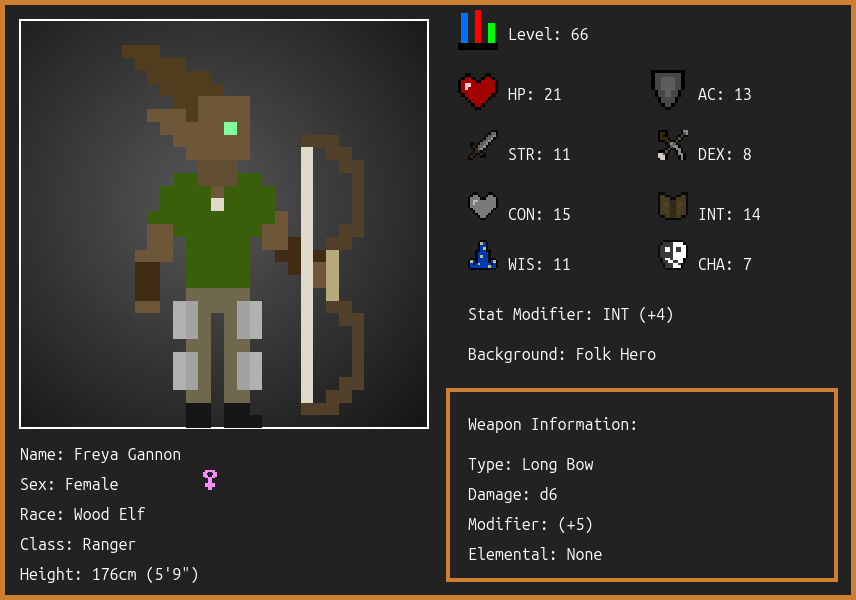 Level: 66
HP: 21
AC: 13
STR: 11
DEX: 8
CON: 15
INT: 14
WIS: 11
CHA: 7
Stat Modifier: INT (+4)
Background: Folk Hero
Weapon Information:
Type: Long Bow
Damage: d6
Modifier: (+5)
Elemental: None
Name: Freya Gannon
Sex: Female
Race: Wood Elf
Class: Ranger
Height: 176cm (5'9")